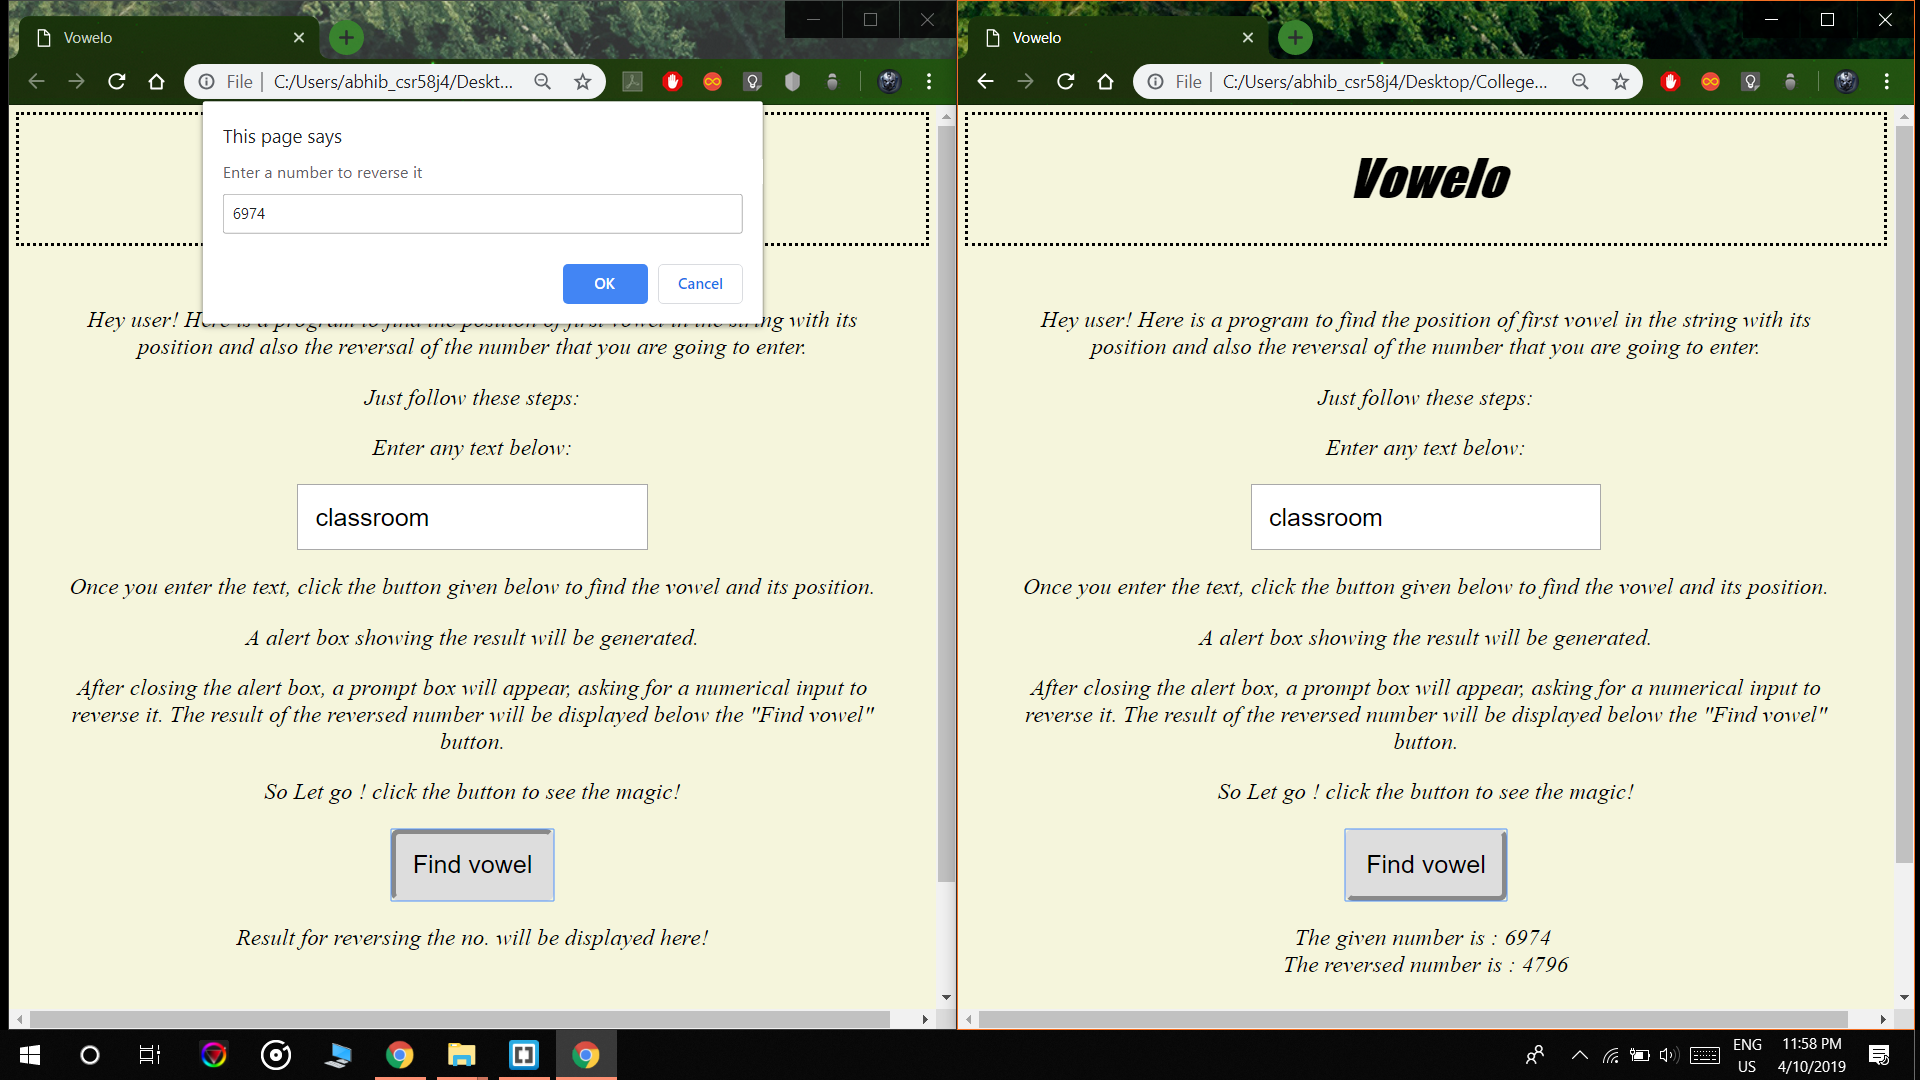 Vowelo
File
C:/Users/abhib_csr58j4/Deskt...
This page says
Enter a number to reverse it
6974
OK
Cancel
Hey user! Here is a program to find the position of first vowel in the string with its
position and also the reversal of the number that you are going to enter.
Just follow these steps:
Enter any text below:
classroom
Once you enter the text, click the button given below to find the vowel and its position.
A alert box showing the result will be generated.
After closing the alert box, a prompt box will appear, asking for a numerical input to
reverse it. The result of the reversed number will be displayed below the "Find vowel"
button.
So Let go ! click the button to see the magic!
Find vowel
Result for reversing the no. will be displayed here!
Vowelo
File
C:/Users/abhib_csr58j4/Desktop/College...
Vowelo
Hey user! Here is a program to find the position of first vowel in the string with its
position and also the reversal of the number that you are going to enter.
Just follow these steps:
Enter any text below:
classroom
Once you enter the text, click the button given below to find the vowel and its position.
A alert box showing the result will be generated.
After closing the alert box, a prompt box will appear, asking for a numerical input to
reverse it. The result of the reversed number will be displayed below the "Find vowel"
button.
So Let go ! click the button to see the magic!
Find vowel
The given number is : 6974
The reversed number is : 4796
ENG
US
11:58 PM
4/10/2019